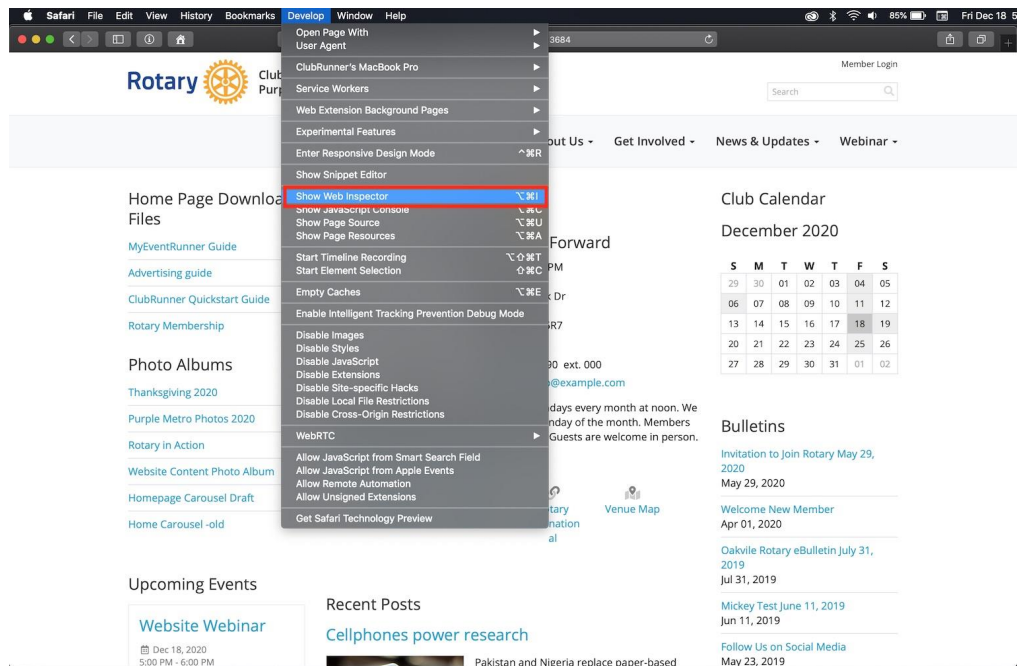 Safari File Edit View History Bookmarks Develop Window Help 85% Fri Dec 18 5
3684
Open Page With
User Agent
ClubRunner's MacBook Pro
Service Workers
Web Extension Background Pages
Experimental Features
Enter Responsive Design Mode ^⌘R
Show Snippet Editor
Show Web Inspector ⌥⌘I
Show JavaScript Console ⌥⌘C
Show Page Source ⌥⌘U
Show Page Resources ⌥⌘A
Start Timeline Recording ⌥⇧⌘T
Start Element Selection ⇧⌘C
Empty Caches ⌥⌘E
Enable Intelligent Tracking Prevention Debug Mode
Disable Images
Disable Styles
Disable JavaScript
Disable Extensions
Disable Site-specific Hacks
Disable Local File Restrictions
Disable Cross-Origin Restrictions
WebRTC
Allow JavaScript from Smart Search Field
Allow JavaScript from Apple Events
Allow Remote Automation
Allow Unsigned Extensions
Get Safari Technology Preview
Rotary
Club
Purp
Member Login
Search
out Us Get Involved News & Updates Webinar
Home Page Downloa
Files
MyEventRunner Guide
Advertising guide
ClubRunner Quickstart Guide
Rotary Membership
Photo Albums
Thanksgiving 2020
Purple Metro Photos 2020
Rotary in Action
Website Content Photo Album
Homepage Carousel Draft
Home Carousel -old
Upcoming Events
Website Webinar
Dec 18, 2020
5:00 PM - 6:00 PM
Forward
PM
k Dr
5R7
90 ext. 000
@example.com
days every month at noon. We
nday of the month. Members
Guests are welcome in person.
tary
nation
al
Venue Map
Recent Posts
Cellphones power research
Pakistan and Nigeria replace paper-based
Club Calendar
December 2020
S M T W T F S
29 30 01 02 03 04 05
06 07 08 09 10 11 12
13 14 15 16 17 18 19
20 21 22 23 24 25 26
27 28 29 30 31 01 02
Bulletins
Invitation to Join Rotary May 29,
2020
May 29, 2020
Welcome New Member
Apr 01, 2020
Oakvile Rotary eBulletin July 31,
2019
Jul 31, 2019
Mickey Test June 11, 2019
Jun 11, 2019
Follow Us on Social Media
May 23, 2019